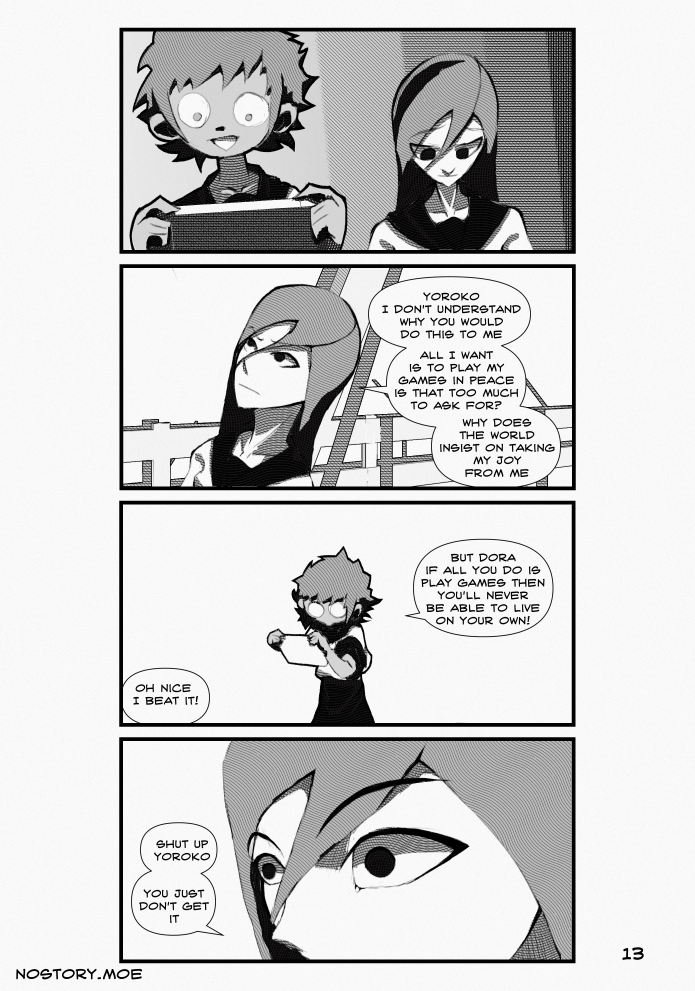 YOROKO
I DON'T UNDERSTAND
WHY YOU WOULD
DO THIS TO ME
ALL I WANT
IS TO PLAY MY
GAMES IN PEACE
IS THAT TOO MUCH
TO ASK FOR?
WHY DOES
THE WORLD
INSIST ON TAKING
MY JOY
FROM ME
BUT DORA
IF ALL YOU DO IS
PLAY GAMES THEN
YOU'LL NEVER
BE ABLE TO LIVE
ON YOUR OWN!
OH NICE
I BEAT IT!
SHUT UP
YOROKO
YOU JUST
DON'T GET
IT
13
NOSTORY.MOE